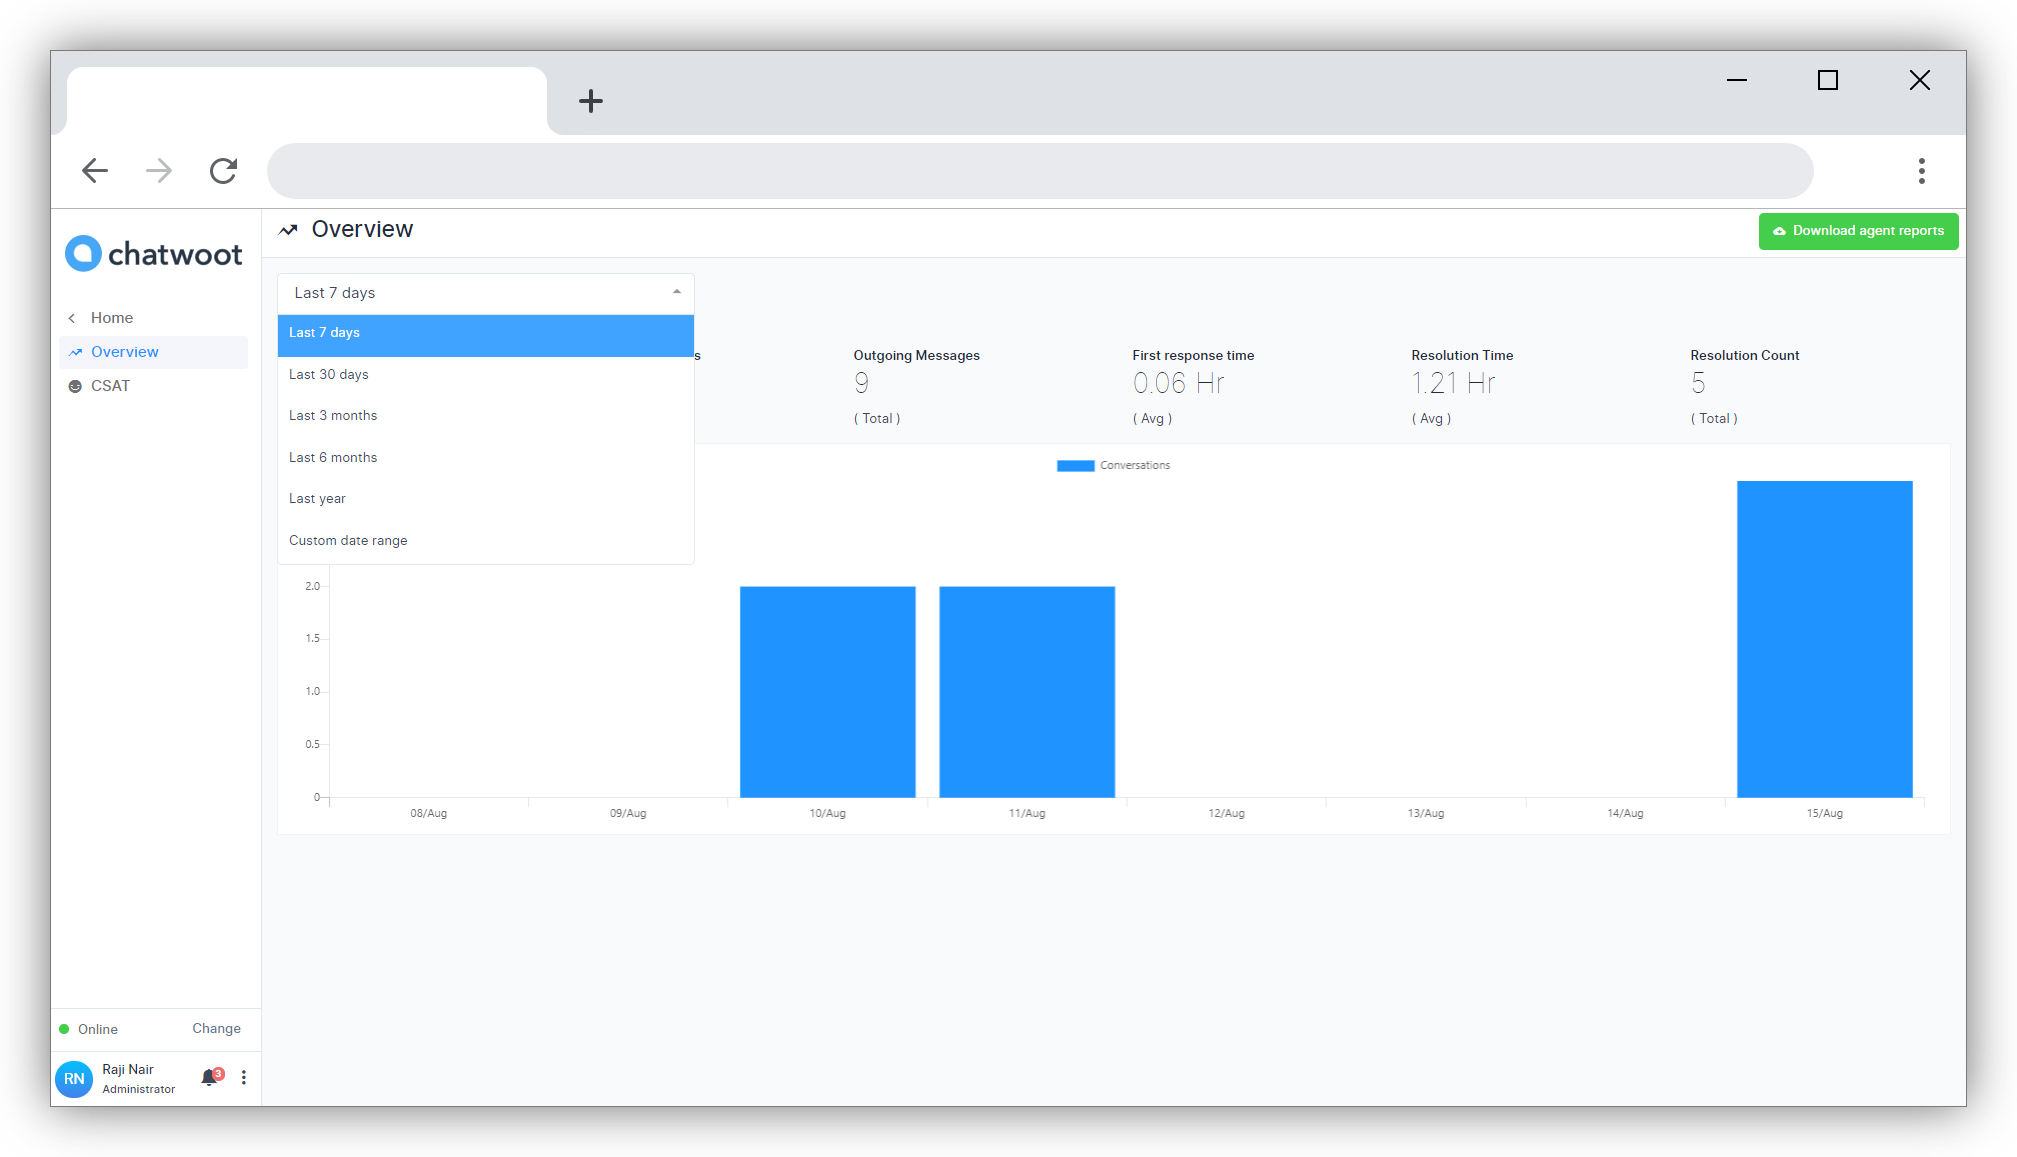 chatwoot
Home
Overview
CSAT
Online Change
RN
Raji Nair
Administrator
3
Overview
Download agent reports
Last 7 days
Last 7 days
Last 30 days
Last 3 months
Last 6 months
Last year
Custom date range
Outgoing Messages
9
( Total )
First response time
0.06 Hr
( Avg )
Resolution Time
1.21 Hr
( Avg )
Resolution Count
5
( Total )
Conversations
2.0
1.5
1.0
0.5
0
08/Aug 09/Aug 10/Aug 11/Aug 12/Aug 13/Aug 14/Aug 15/Aug